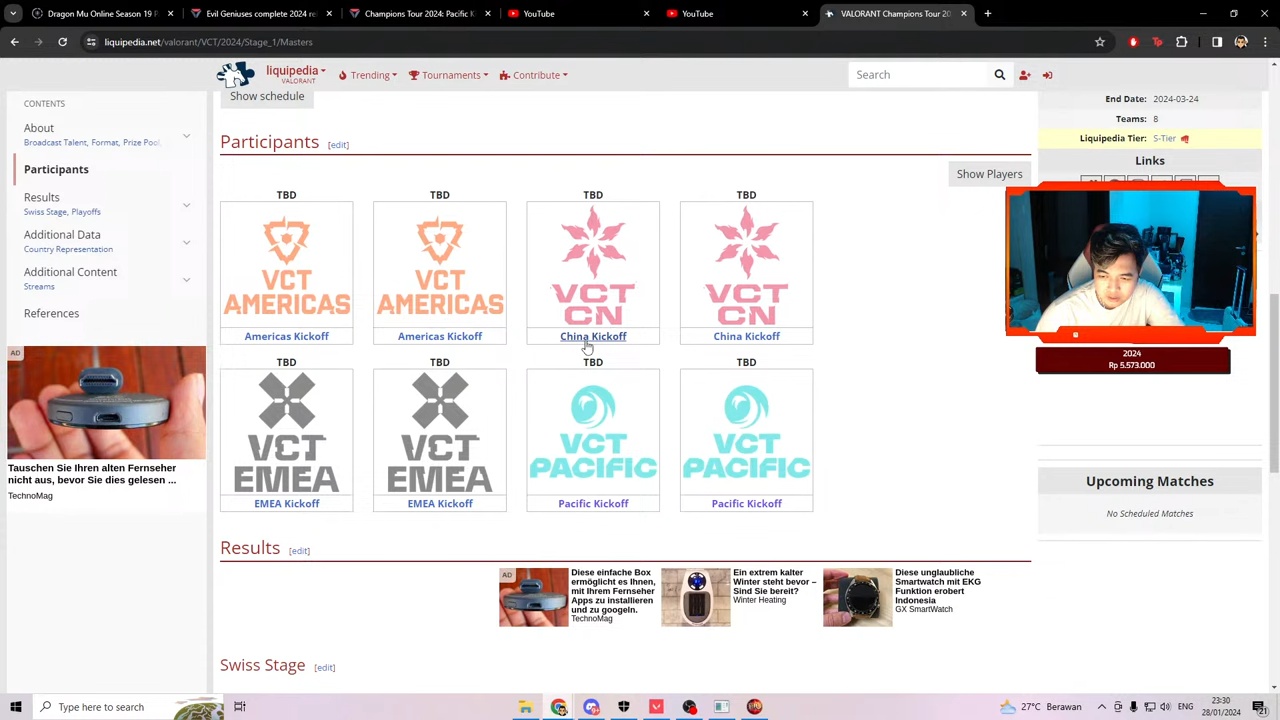 Dragon Mu Online Season 19 P
Evil Geniuses complete 2024 re
Champions Tour 2024: Pacific K
YouTube
YouTube
VALORANT Champions Tour 20
liquipedia.net/valorant/VCT/2024/Stage_1/Masters
liquipedia
VALORANT
Trending
Tournaments
Contribute
Search
CONTENTS
About
Broadcast Talent, Format, Prize Pool,
Participants
Results
Swiss Stage, Playoffs
Additional Data
Country Representation
Additional Content
Streams
References
AD
Tauschen Sie Ihren alten Fernseher
nicht aus, bevor Sie dies gelesen ...
TechnoMag
Show schedule
Participants [edit]
Show Players
TBD TBD TBD TBD
VCT AMERICAS
VCT AMERICAS
VCT CN
VCT CN
Americas Kickoff Americas Kickoff China Kickoff China Kickoff
TBD TBD TBD TBD
VCT EMEA
VCT EMEA
VCT PACIFIC
VCT PACIFIC
EMEA Kickoff EMEA Kickoff Pacific Kickoff Pacific Kickoff
Results [edit]
AD
Diese einfache Box
ermöglicht es Ihnen,
mit Ihrem Fernseher
Apps zu installieren
und zu googeln.
TechnoMag
Ein extrem kalter
Winter steht bevor –
Sind Sie bereit?
Winter Heating
Diese unglaubliche
Smartwatch mit EKG
Funktion erobert
Indonesia
GX SmartWatch
Swiss Stage [edit]
End Date: 2024-03-24
Teams: 8
Liquipedia Tier: S-Tier
Links
2024
Rp 5.573.000
Upcoming Matches
No Scheduled Matches
Type here to search
27°C Berawan
ENG
23:30
28/01/2024
21